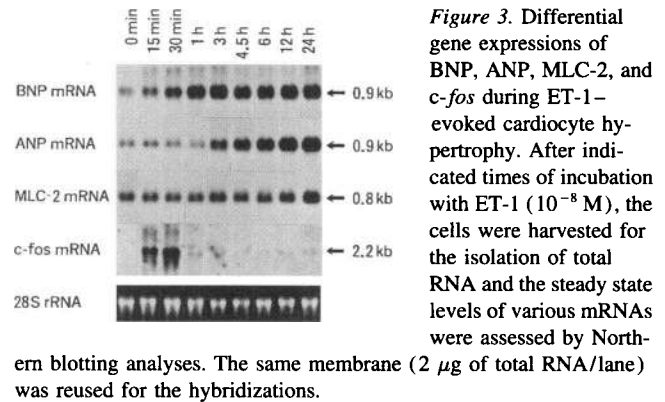 0 min 15 min 30 min 1 h 3 h 4.5 h 6 h 12 h 24 h
BNP mRNA ← 0.9 kb
ANP mRNA ← 0.9 kb
MLC-2 mRNA ← 0.8 kb
c-fos mRNA ← 2.2 kb
28S rRNA
Figure 3. Differential
gene expressions of
BNP, ANP, MLC-2, and
c-fos during ET-1–
evoked cardiocyte hy-
pertrophy. After indi-
cated times of incubation
with ET-1 (10⁻⁸ M), the
cells were harvested for
the isolation of total
RNA and the steady state
levels of various mRNAs
were assessed by North-
ern blotting analyses. The same membrane (2 μg of total RNA/lane)
was reused for the hybridizations.